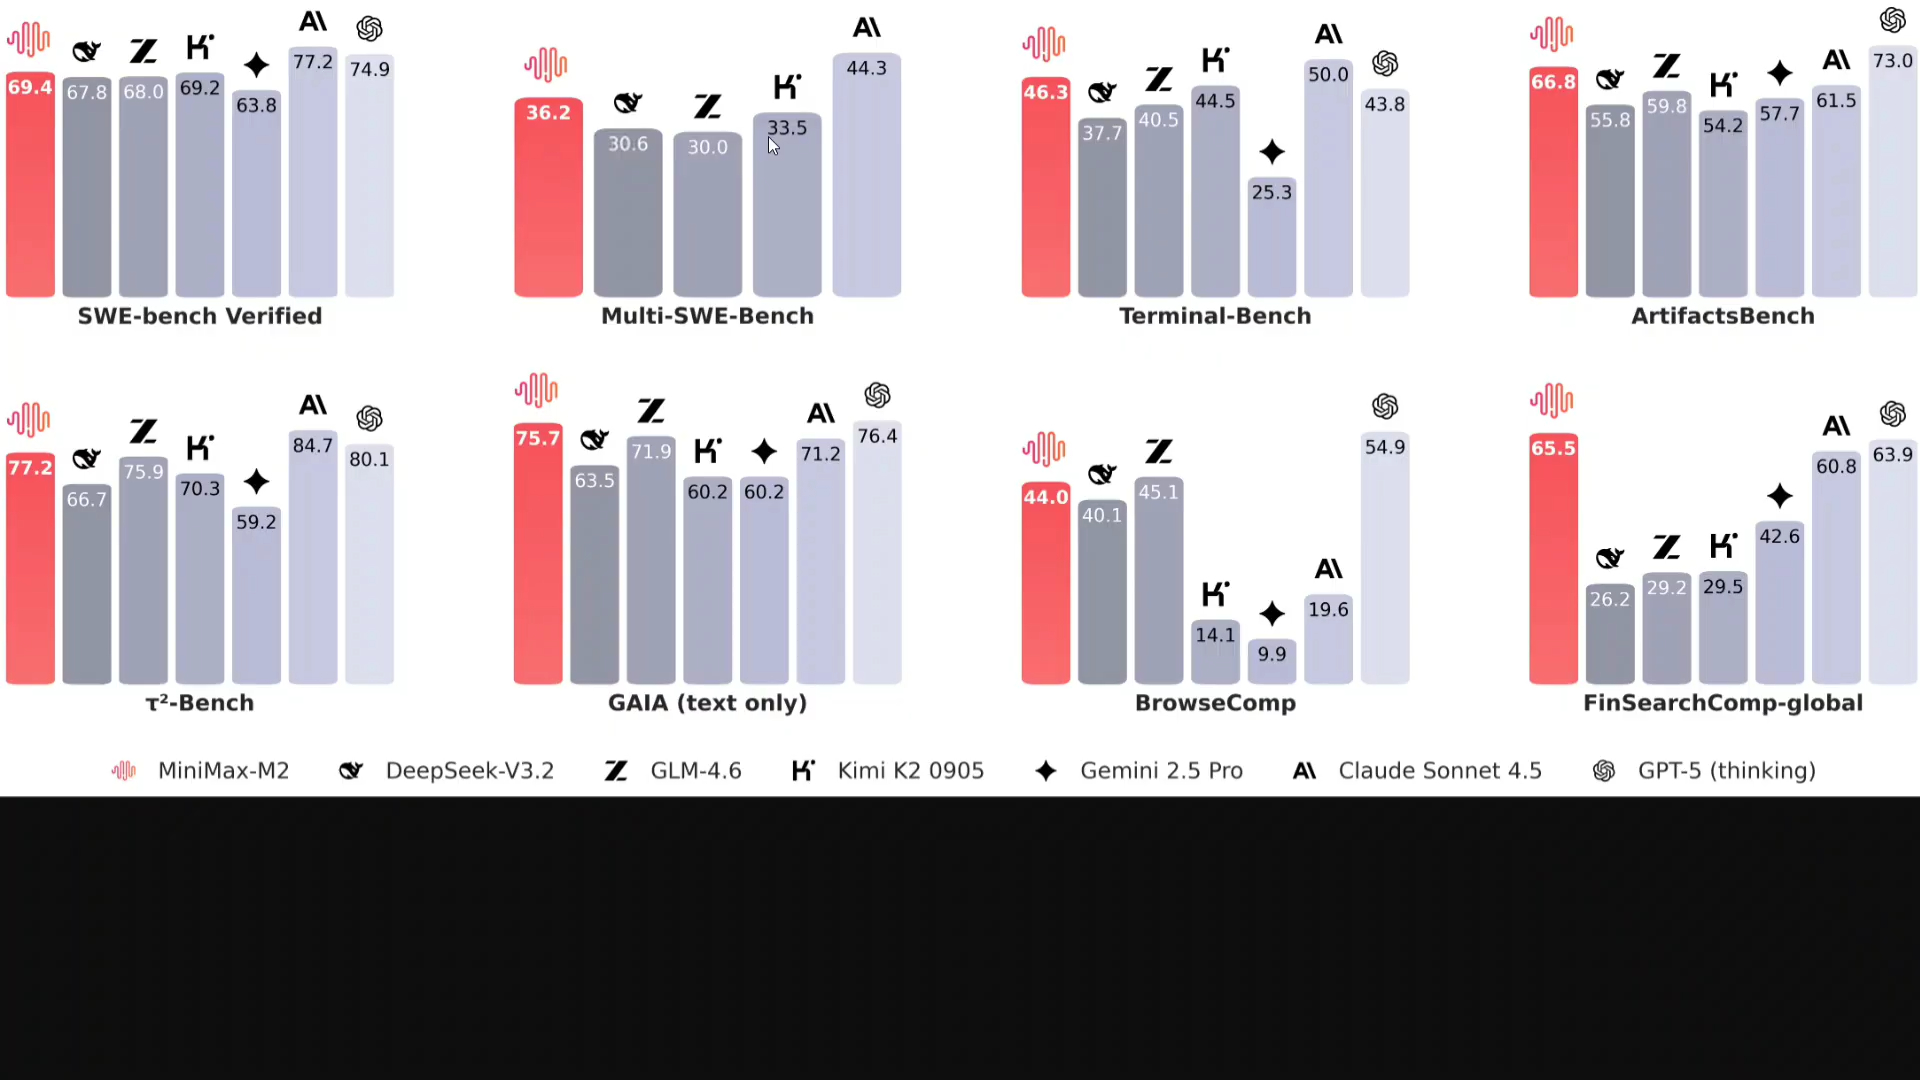 69.4 67.8 68.0 69.2 63.8 77.2 74.9
SWE-bench Verified
36.2 30.6 30.0 33.5 44.3
Multi-SWE-Bench
46.3 37.7 40.5 44.5 25.3 50.0 43.8
Terminal-Bench
66.8 55.8 59.8 54.2 57.7 61.5 73.0
ArtifactsBench
77.2 66.7 75.9 70.3 59.2 84.7 80.1
τ²-Bench
75.7 63.5 71.9 60.2 60.2 71.2 76.4
GAIA (text only)
44.0 40.1 45.1 14.1 9.9 19.6 54.9
BrowseComp
65.5 26.2 29.2 29.5 42.6 60.8 63.9
FinSearchComp-global
MiniMax-M2 DeepSeek-V3.2 GLM-4.6 Kimi K2 0905 Gemini 2.5 Pro Claude Sonnet 4.5 GPT-5 (thinking)